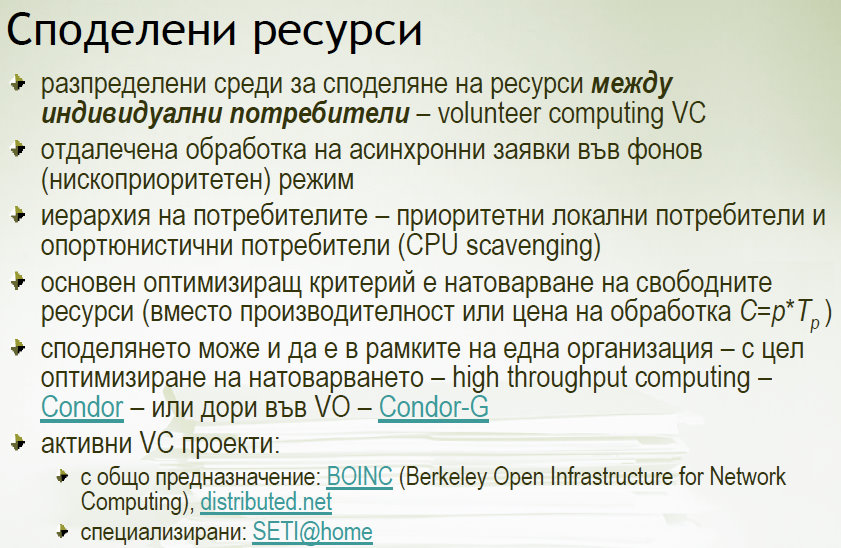 Споделени ресурси
разпределени среди за споделяне на ресурси между
индивидуални потребители – volunteer computing VC
отдалечена обработка на асинхронни заявки във фонов
(нископриоритетен) режим
иерархия на потребителите – приоритетни локални потребители и
опортюнистични потребители (CPU scavenging)
основен оптимизиращ критерий е натоварване на свободните
ресурси (вместо производителност или цена на обработка C=p*Tp )
споделянето може и да е в рамките на една организация – с цел
оптимизиране на натоварването – high throughput computing –
Condor – или дори във VO – Condor-G
активни VC проекти:
с общо предназначение: BOINC (Berkeley Open Infrastructure for Network
Computing), distributed.net
специализирани: SETI@home